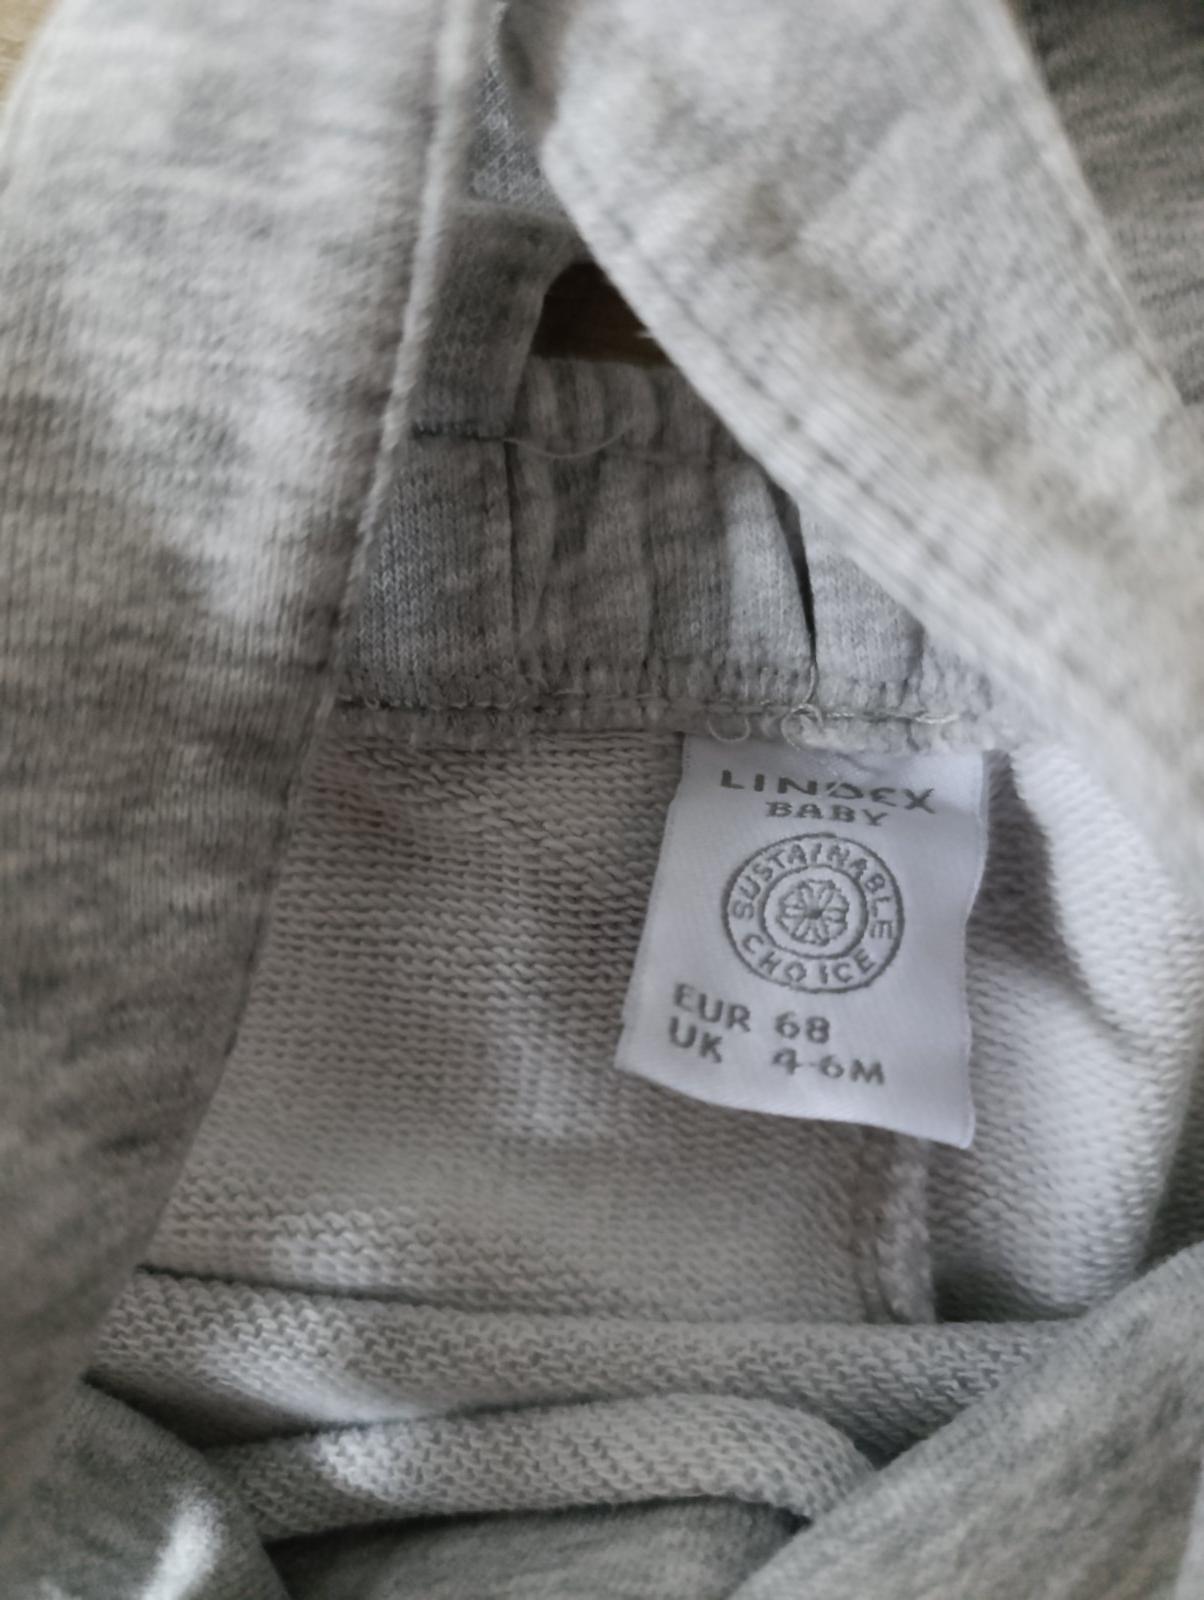 LINDEX
BABY
SUSTAINABLE
CHOICE
EUR 68
UK 4-6M